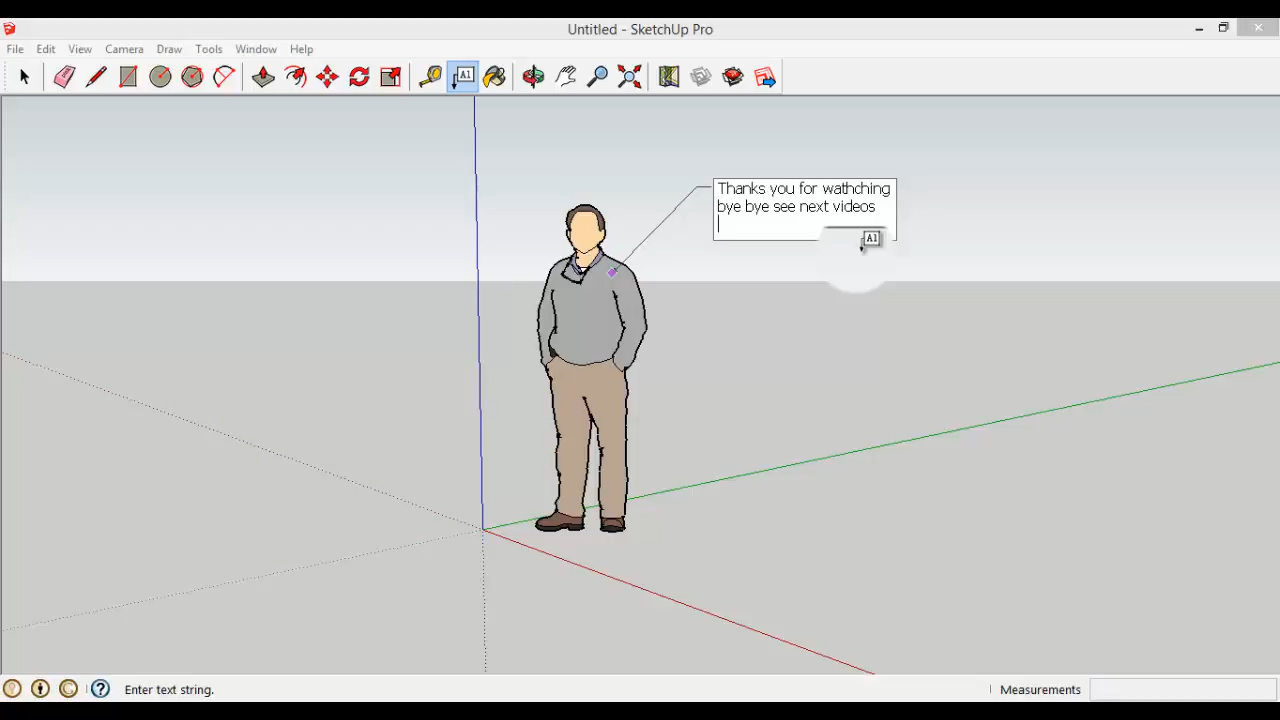 Untitled - SketchUp Pro
File Edit View Camera Draw Tools Window Help
A1
Thanks you for wathching
bye bye see next videos
A1
Enter text string.
Measurements